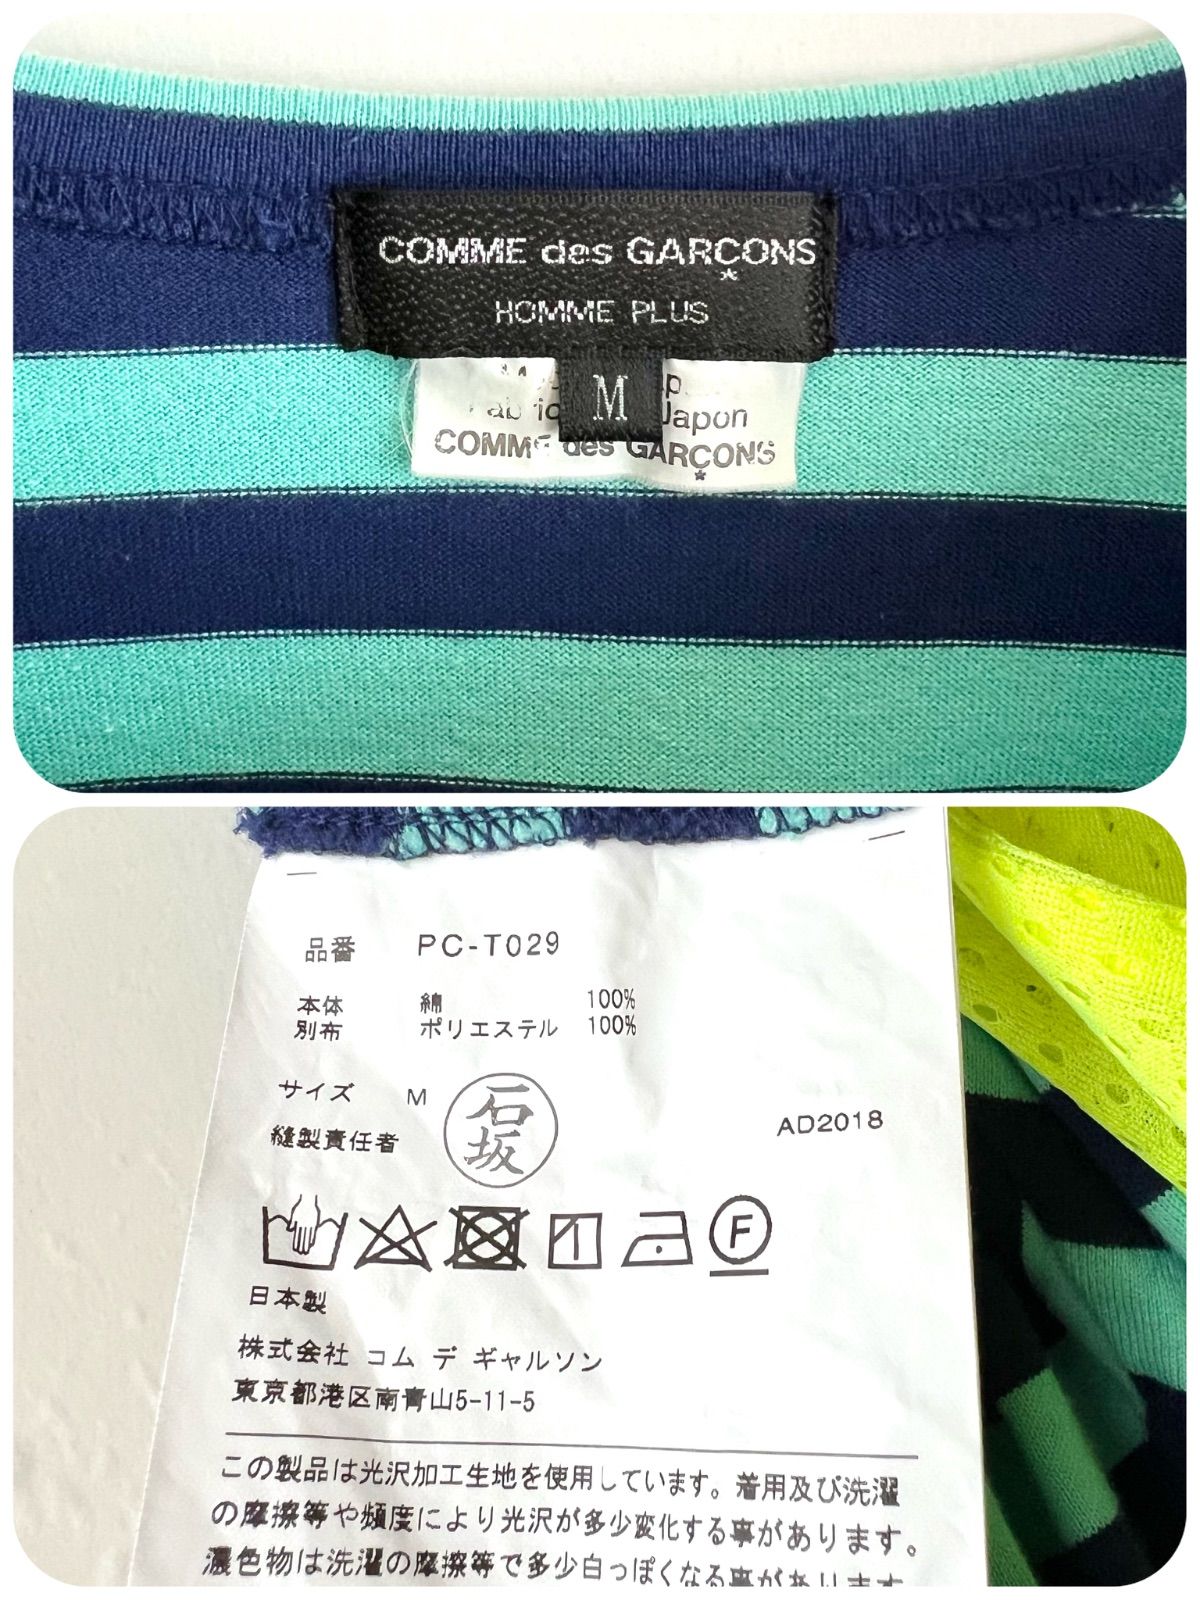 COMME des GARÇONS
HOMME PLUS
M
Japon
COMME des GARÇONS
品番 PC-T029
本体 綿 100%
別布 ポリエステル 100%
サイズ M
石坂
縫製責任者
AD2018
F
日本製
株式会社 コム デ ギャルソン
東京都港区南青山5-11-5
この製品は光沢加工生地を使用しています。着用及び洗濯
の摩擦等や頻度により光沢が多少変化する事があります。
濃色物は洗濯の摩擦等で多少白っぽくなる事があります